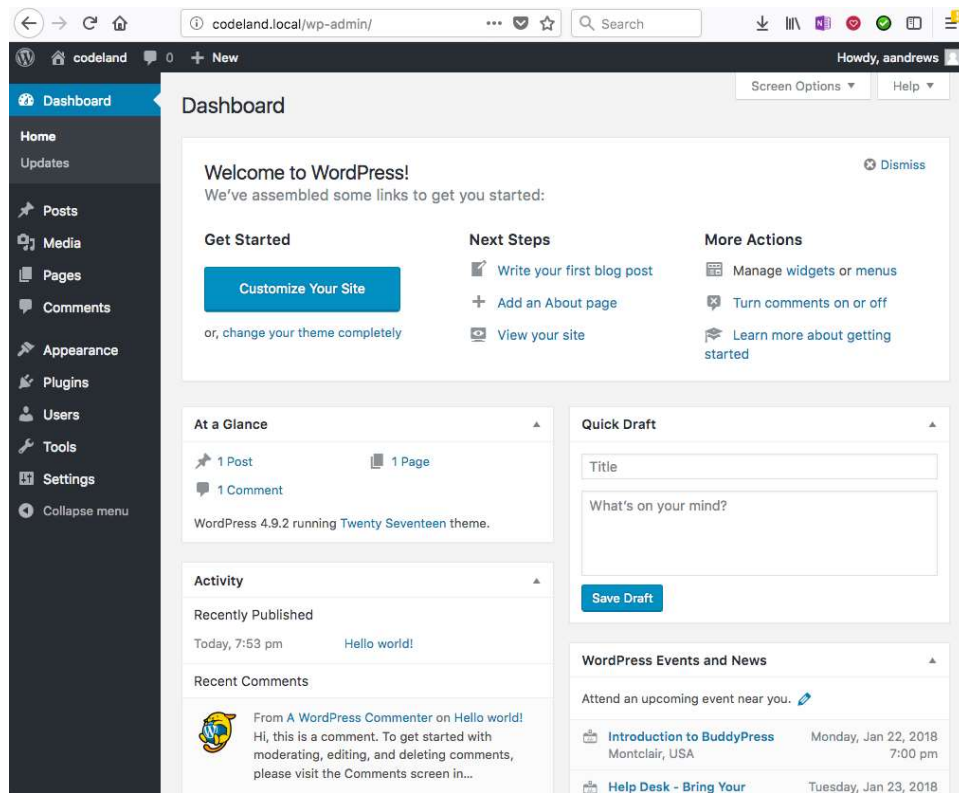 codeland.local/wp-admin/
Search
codeland 0 + New
Howdy, aandrews
Dashboard
Home
Updates
Posts
Media
Pages
Comments
Appearance
Plugins
Users
Tools
Settings
Collapse menu
Screen Options
Help
Dashboard
Welcome to WordPress!
Dismiss
We've assembled some links to get you started:
Get Started
Customize Your Site
or, change your theme completely
Next Steps
Write your first blog post
Add an About page
View your site
More Actions
Manage widgets or menus
Turn comments on or off
Learn more about getting
started
At a Glance
1 Post
1 Page
1 Comment
WordPress 4.9.2 running Twenty Seventeen theme.
Activity
Recently Published
Today, 7:53 pm Hello world!
Recent Comments
From A WordPress Commenter on Hello world!
Hi, this is a comment. To get started with
moderating, editing, and deleting comments,
please visit the Comments screen in...
Quick Draft
Title
What's on your mind?
Save Draft
WordPress Events and News
Attend an upcoming event near you.
Introduction to BuddyPress Monday, Jan 22, 2018
Montclair, USA 7:00 pm
Help Desk - Bring Your Tuesday, Jan 23, 2018